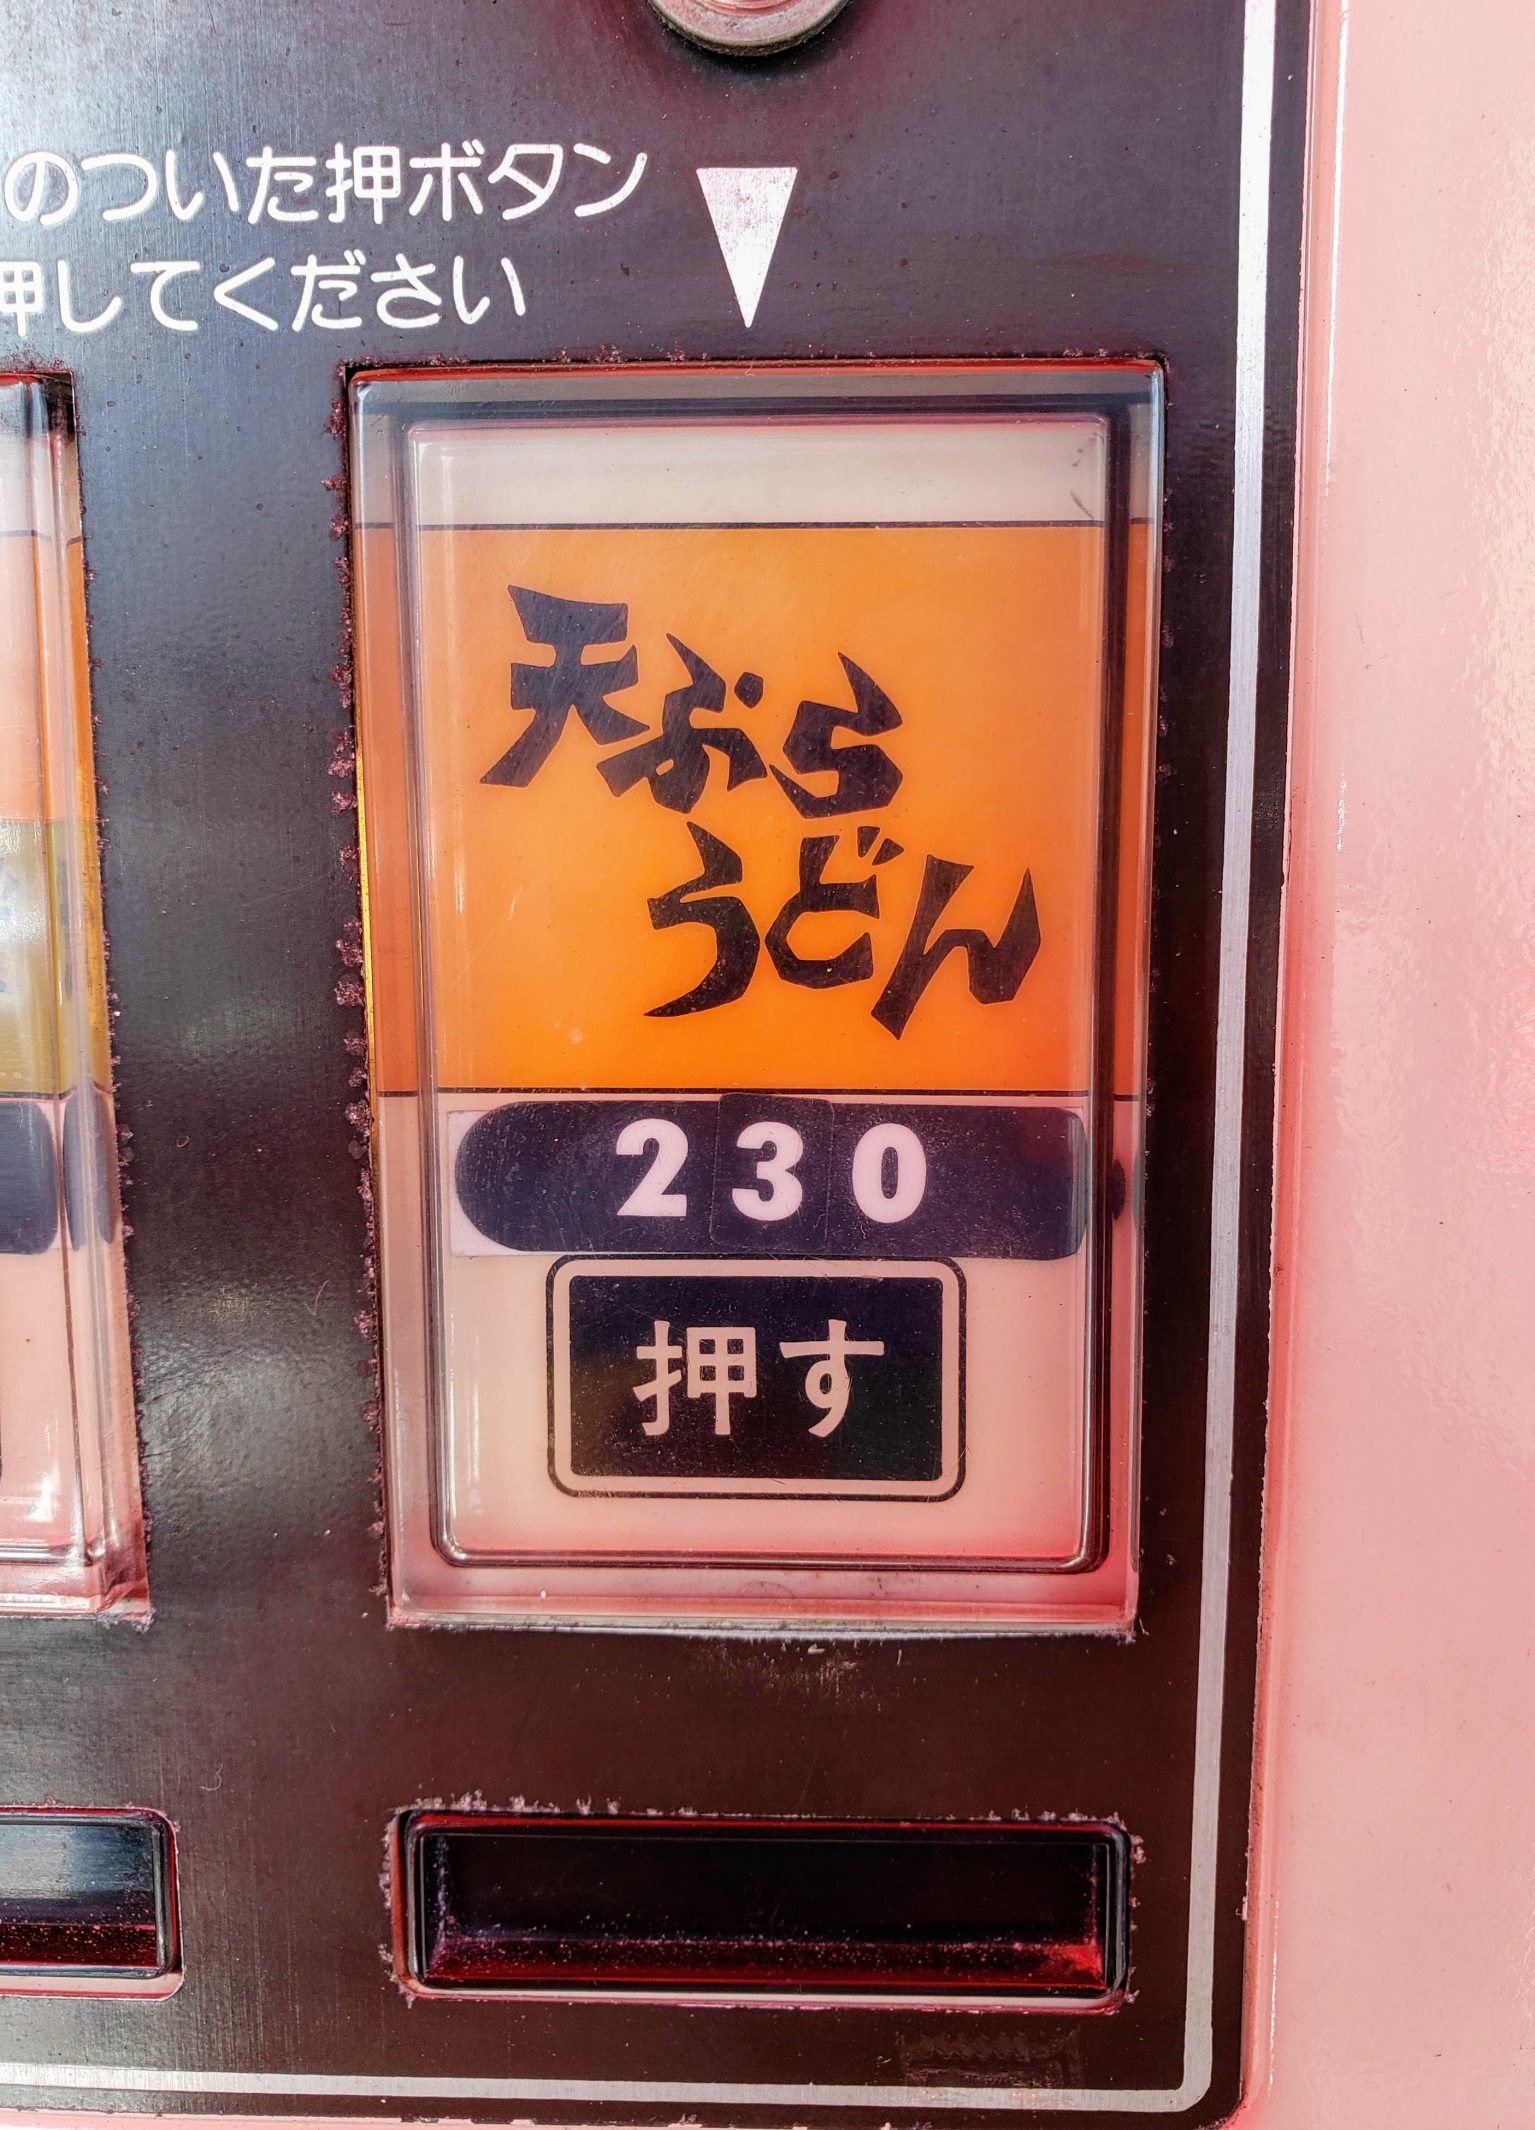 のついた押ボタン
押してください
天ぷら
うどん
230
押す